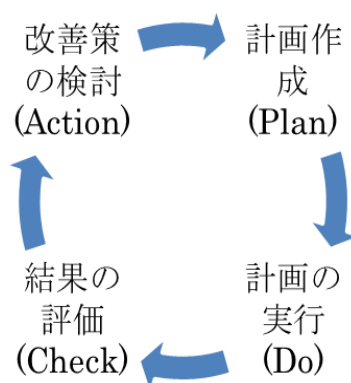 改善策
の検討
(Action)
計画作
成
(Plan)
計画の
実行
(Do)
結果の
評価
(Check)